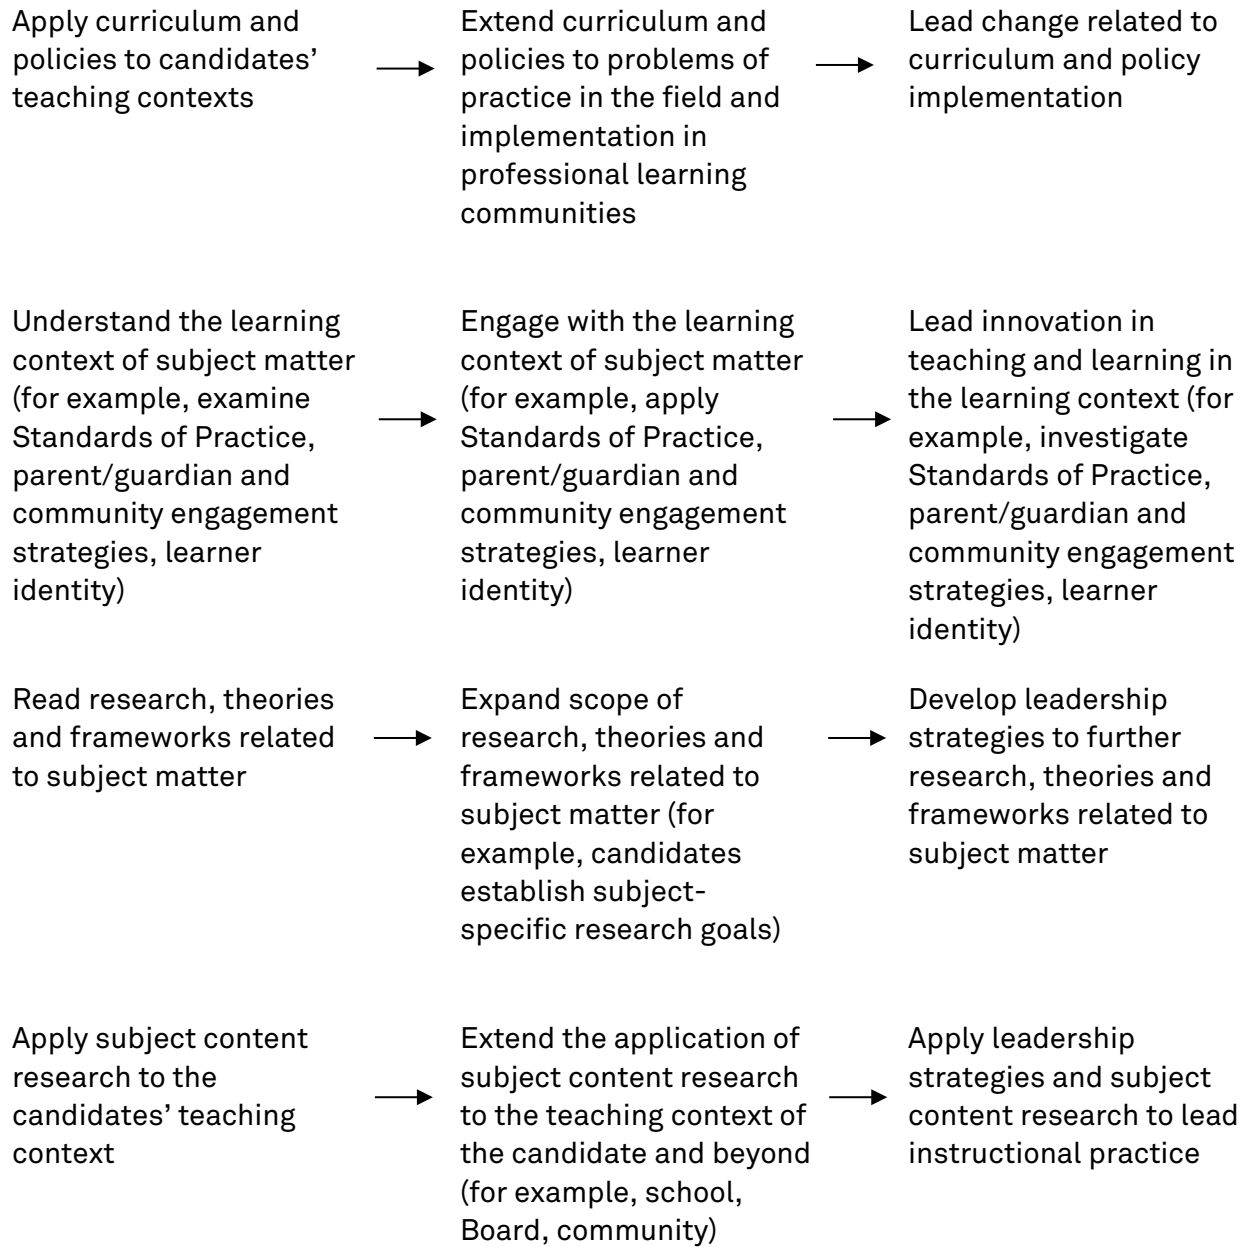 Apply curriculum and
policies to candidates’
teaching contexts
Extend curriculum and
policies to problems of
practice in the field and
implementation in
professional learning
communities
Lead change related to
curriculum and policy
implementation
Understand the learning
context of subject matter
(for example, examine
Standards of Practice,
parent/guardian and
community engagement
strategies, learner
identity)
Engage with the learning
context of subject matter
(for example, apply
Standards of Practice,
parent/guardian and
community engagement
strategies, learner
identity)
Lead innovation in
teaching and learning in
the learning context (for
example, investigate
Standards of Practice,
parent/guardian and
community engagement
strategies, learner
identity)
Read research, theories
and frameworks related
to subject matter
Expand scope of
research, theories and
frameworks related to
subject matter (for
example, candidates
establish subject-
specific research goals)
Develop leadership
strategies to further
research, theories and
frameworks related to
subject matter
Apply subject content
research to the
candidates’ teaching
context
Extend the application of
subject content research
to the teaching context of
the candidate and beyond
(for example, school,
Board, community)
Apply leadership
strategies and subject
content research to lead
instructional practice